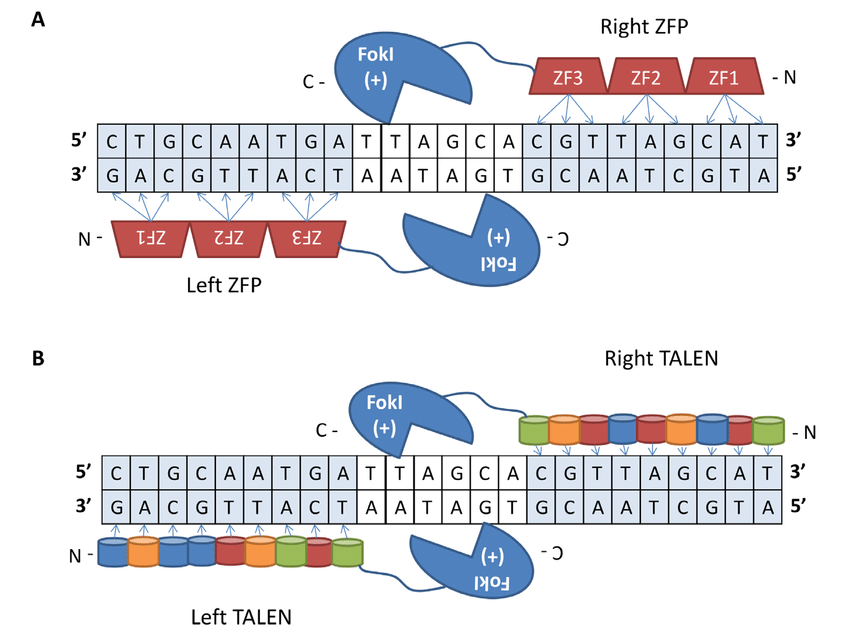 A
Right ZFP
FokI
(+)
C -
ZF3 ZF2 ZF1
- N
5’ C T G C A A T G A T T A G C A C G T T A G C A T 3’
3’ G A C G T T A C T A A T A G T G C A A T C G T A 5’
N -
ZF1 ZF2 ZF3
FokI
(+)
- C
Left ZFP
B
Right TALEN
FokI
(+)
C -
- N
5’ C T G C A A T G A T T A G C A C G T T A G C A T 3’
3’ G A C G T T A C T A A T A G T G C A A T C G T A 5’
N -
FokI
(+)
- C
Left TALEN